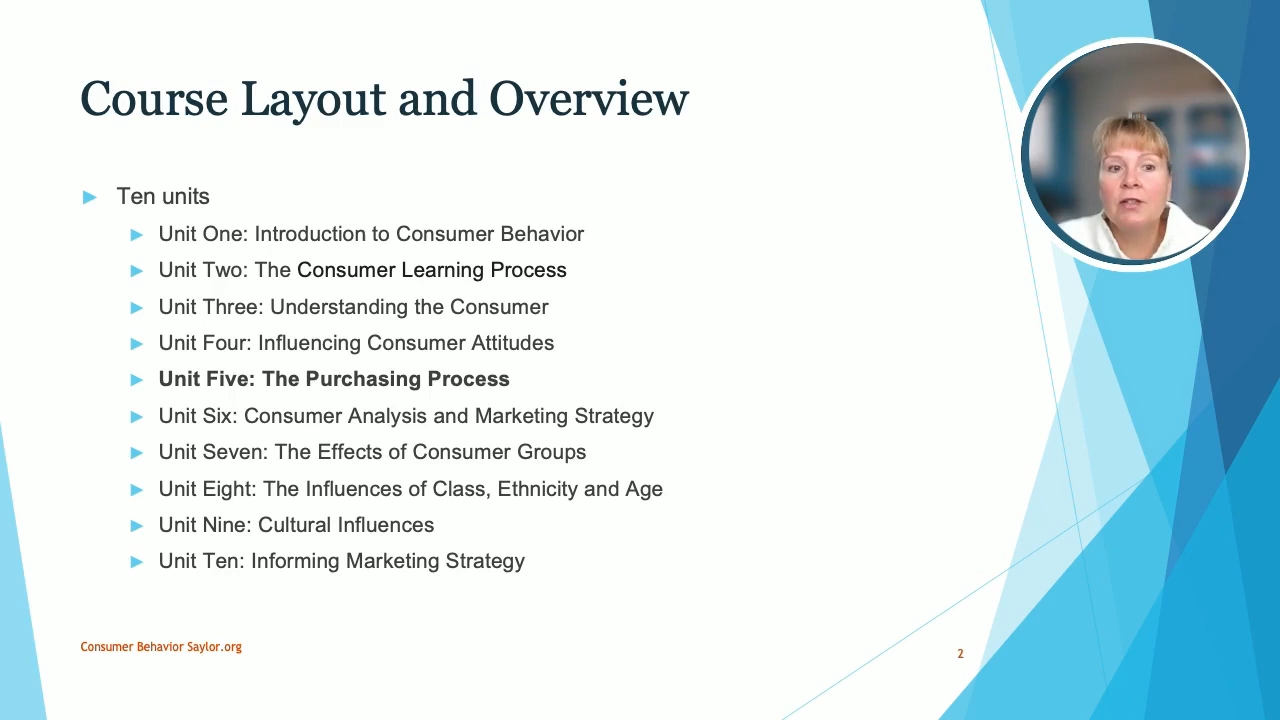 Course Layout and Overview
Ten units
Unit One: Introduction to Consumer Behavior
Unit Two: The Consumer Learning Process
Unit Three: Understanding the Consumer
Unit Four: Influencing Consumer Attitudes
Unit Five: The Purchasing Process
Unit Six: Consumer Analysis and Marketing Strategy
Unit Seven: The Effects of Consumer Groups
Unit Eight: The Influences of Class, Ethnicity and Age
Unit Nine: Cultural Influences
Unit Ten: Informing Marketing Strategy
Consumer Behavior Saylor.org
2